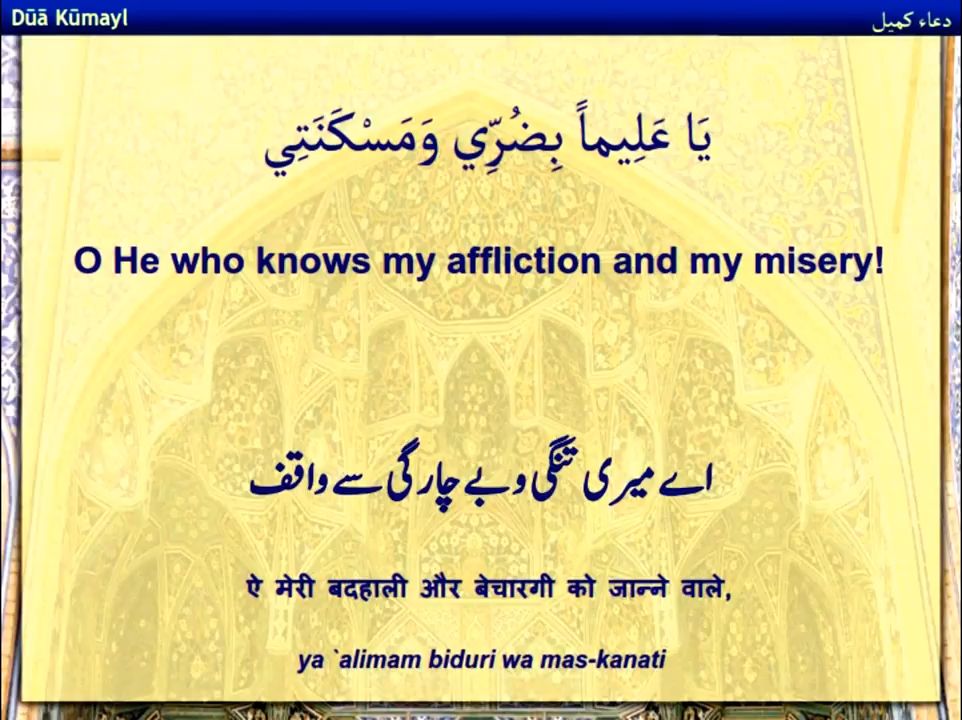 Dūā Kūmayl
دعاء كميل
يَا عَلِيماً بِضُرِّي وَمَسْكَنَتِي
O He who knows my affliction and my misery!
اے میری تنگی و بے چارگی سے واقف
ऐ मेरी बदहाली और बेचारगी को जान्ने वाले,
ya `alimam biduri wa mas-kanati